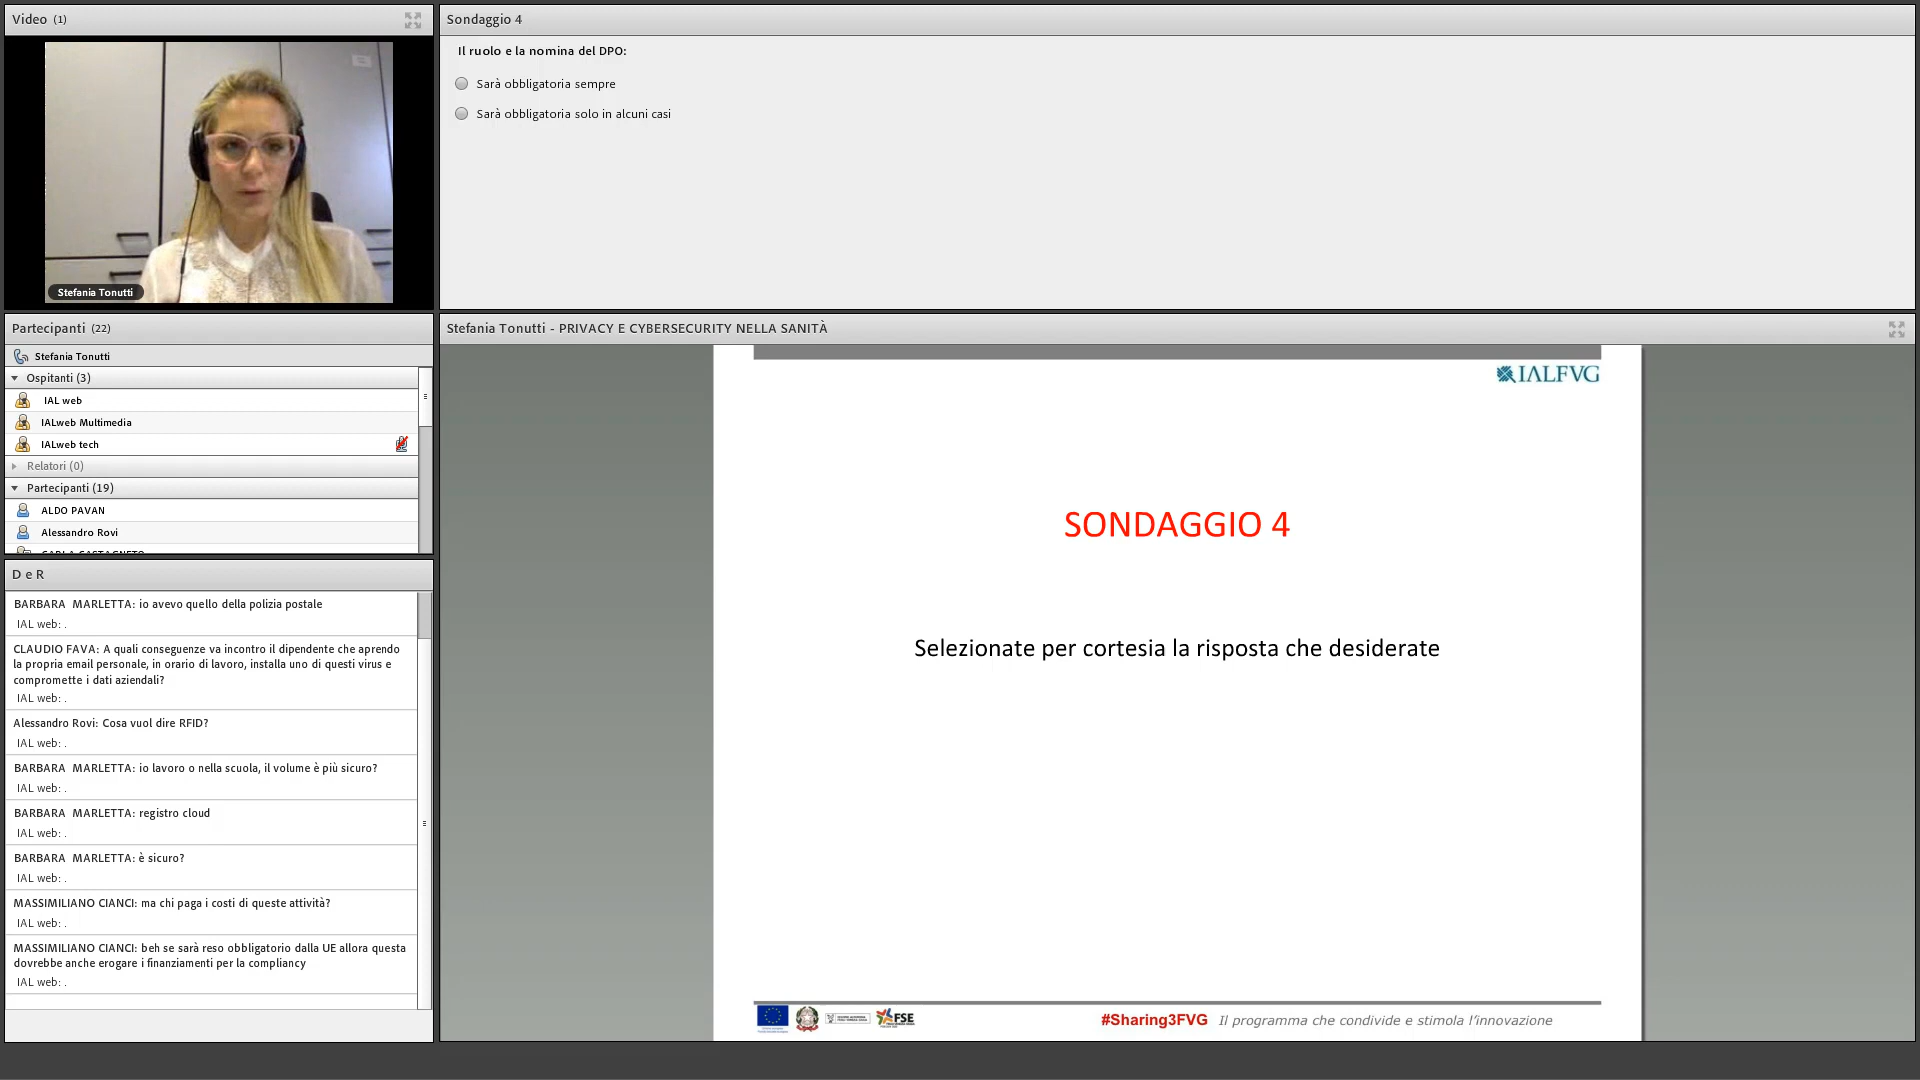 Video (1)
Stefania Tonutti
Partecipanti (22)
Stefania Tonutti
Ospitanti (3)
IAL web
IALweb Multimedia
IALweb tech
Relatori (0)
Partecipanti (19)
ALDO PAVAN
Alessandro Rovi
CARLA CASTAGNETO
D e R
BARBARA MARLETTA: io avevo quello della polizia postale
IAL web: .
CLAUDIO FAVA: A quali conseguenze va incontro il dipendente che aprendo
la propria email personale, in orario di lavoro, installa uno di questi virus e
compromette i dati aziendali?
IAL web: .
Alessandro Rovi: Cosa vuol dire RFID?
IAL web: .
BARBARA MARLETTA: io lavoro o nella scuola, il volume è più sicuro?
IAL web: .
BARBARA MARLETTA: registro cloud
IAL web: .
BARBARA MARLETTA: è sicuro?
IAL web: .
MASSIMILIANO CIANCI: ma chi paga i costi di queste attività?
IAL web: .
MASSIMILIANO CIANCI: beh se sarà reso obbligatorio dalla UE allora questa
dovrebbe anche erogare i finanziamenti per la compliancy
IAL web: .
Sondaggio 4
Il ruolo e la nomina del DPO:
Sarà obbligatoria sempre
Sarà obbligatoria solo in alcuni casi
Stefania Tonutti - PRIVACY E CYBERSECURITY NELLA SANITÀ
IALFVG
SONDAGGIO 4
Selezionate per cortesia la risposta che desiderate
FSE
#Sharing3FVG Il programma che condivide e stimola l'innovazione